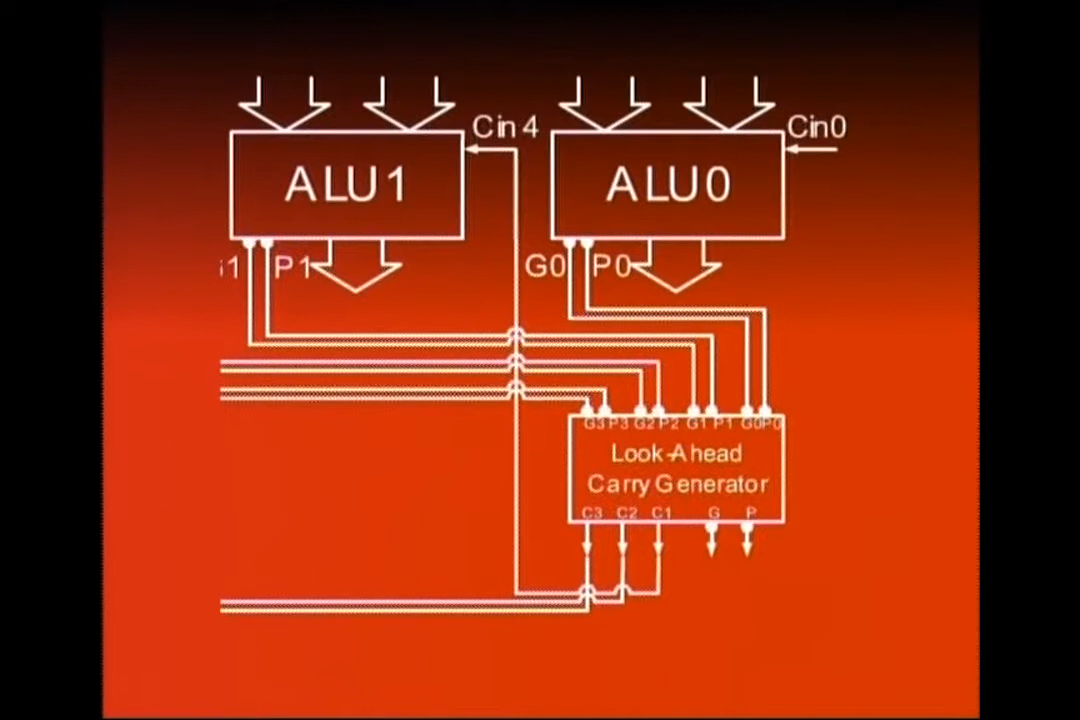 Cin 4
Cin0
ALU1
ALU0
P1
G0
P0
G3 P3 G2 P2 G1 P1 G0 P0
Look-Ahead
Carry Generator
C3 C2 C1 G P